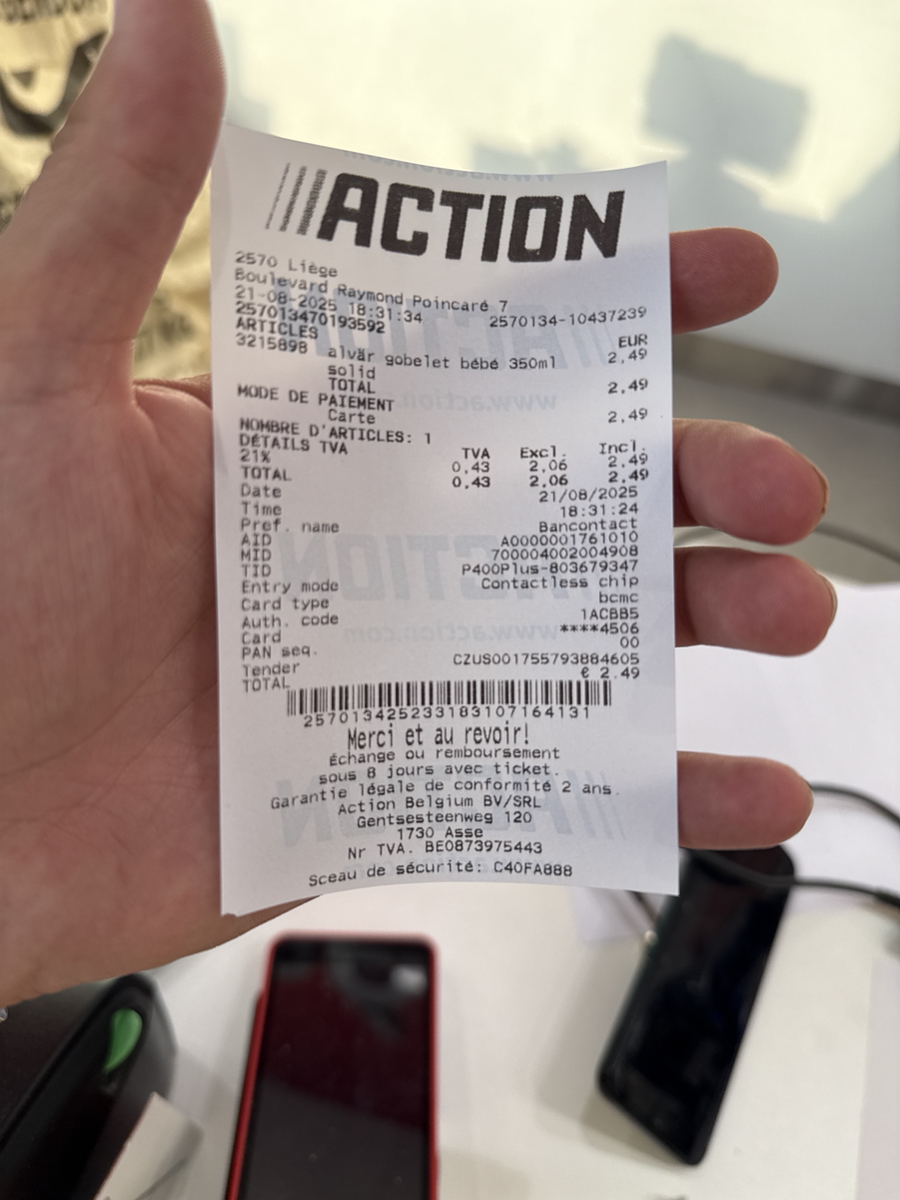 ACTION
2570 Liège
Boulevard Raymond Poincaré 7
21-08-2025 18:31:34 2570134-10437239
257013470193592
ARTICLES EUR
3215898 alvär gobelet bébé 350ml 2,49
solid
TOTAL 2,49
MODE DE PAIEMENT
Carte 2,49
NOMBRE D'ARTICLES: 1
DÉTAILS TVA TVA Excl. Incl.
21% 0,43 2,06 2,49
TOTAL 0,43 2,06 2,49
Date 21/08/2025
Time 18:31:24
Pref. name Bancontact
AID A0000001761010
MID 700004002004908
TID P400Plus-803679347
Entry mode Contactless chip
Card type bcmc
Auth. code 1ACBB5
Card ****4506
PAN seq. 00
Tender CZUS001755793884605
TOTAL € 2.49
257013425233183107164131
Merci et au revoir!
Échange ou remboursement
sous 8 jours avec ticket.
Garantie légale de conformité 2 ans.
Action Belgium BV/SRL
Gentsesteenweg 120
1730 Asse
Nr TVA. BE0873975443
Sceau de sécurité: C40FA888